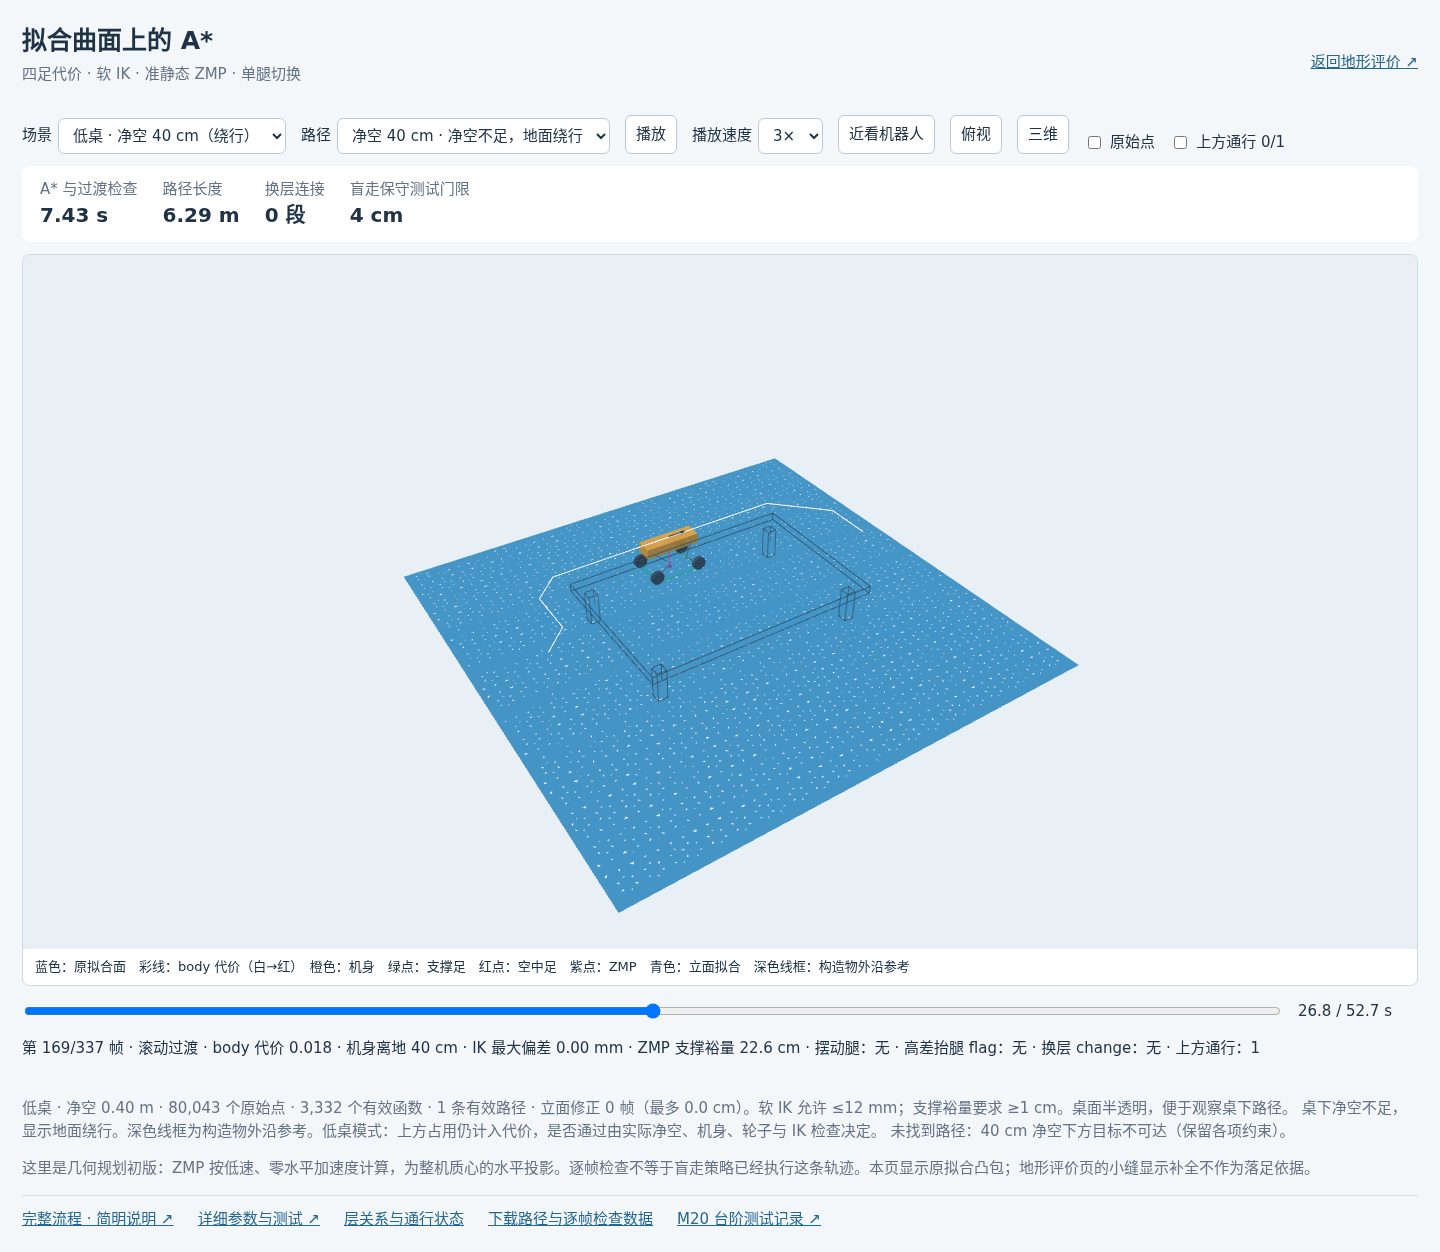 拟合曲面上的 A*
四足代价 · 软 IK · 准静态 ZMP · 单腿切换
返回地形评价 ↗
场景 低桌 · 净空 40 cm（绕行） 路径 净空 40 cm · 净空不足，地面绕行 播放 播放速度 3× 近看机器人 俯视 三维 原始点 上方通行 0/1
A* 与过渡检查 路径长度 换层连接 盲走保守测试门限
7.43 s 6.29 m 0 段 4 cm
蓝色：原拟合面 彩线：body 代价（白→红） 橙色：机身 绿点：支撑足 红点：空中足 紫点：ZMP 青色：立面拟合 深色线框：构造物外沿参考
26.8 / 52.7 s
第 169/337 帧 · 滚动过渡 · body 代价 0.018 · 机身离地 40 cm · IK 最大偏差 0.00 mm · ZMP 支撑裕量 22.6 cm · 摆动腿：无 · 高差抬腿 flag：无 · 换层 change：无 · 上方通行：1
低桌 · 净空 0.40 m · 80,043 个原始点 · 3,332 个有效函数 · 1 条有效路径 · 立面修正 0 帧（最多 0.0 cm）。软 IK 允许 ≤12 mm；支撑裕量要求 ≥1 cm。桌面半透明，便于观察桌下路径。 桌下净空不足，
显示地面绕行。深色线框为构造物外沿参考。低桌模式：上方占用仍计入代价，是否通过由实际净空、机身、轮子与 IK 检查决定。 未找到路径：40 cm 净空下方目标不可达（保留各项约束）。
这里是几何规划初版：ZMP 按低速、零水平加速度计算，为整机质心的水平投影。逐帧检查不等于盲走策略已经执行这条轨迹。本页显示原拟合凸包；地形评价页的小缝显示补全不作为落足依据。
完整流程 · 简明说明 ↗ 详细参数与测试 ↗ 层关系与通行状态 下载路径与逐帧检查数据 M20 台阶测试记录 ↗